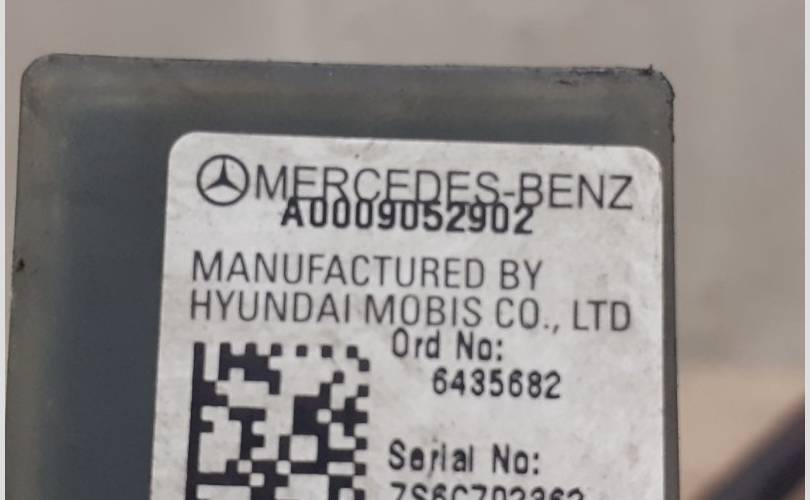 MERCEDES-BENZ
A0009052902
MANUFACTURED BY
HYUNDAI MOBIS CO., LTD
Ord No:
6435682
Serial No: